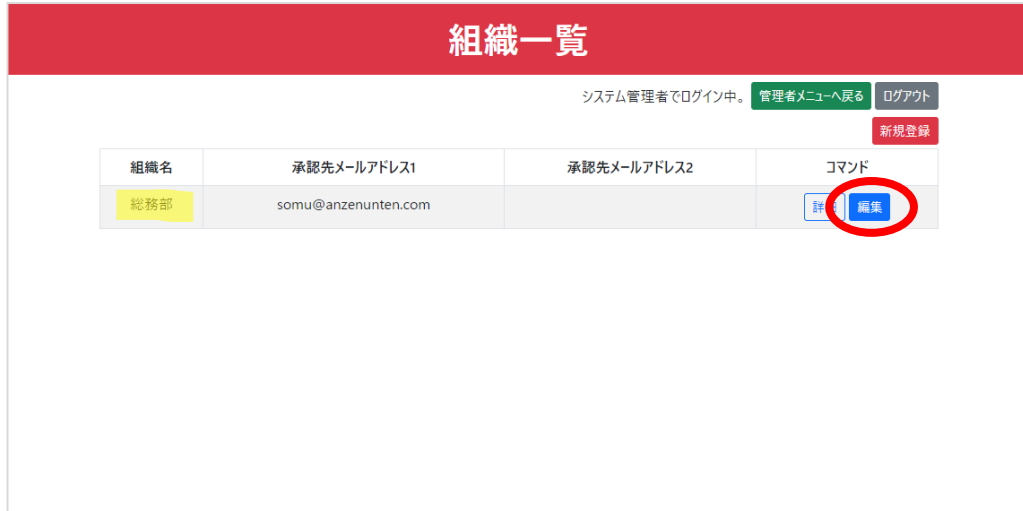 組織一覧
システム管理者でログイン中。 管理者メニューへ戻る ログアウト
新規登録
組織名 承認先メールアドレス1 承認先メールアドレス2 コマンド
総務部 somu@anzenunten.com 詳細 編集